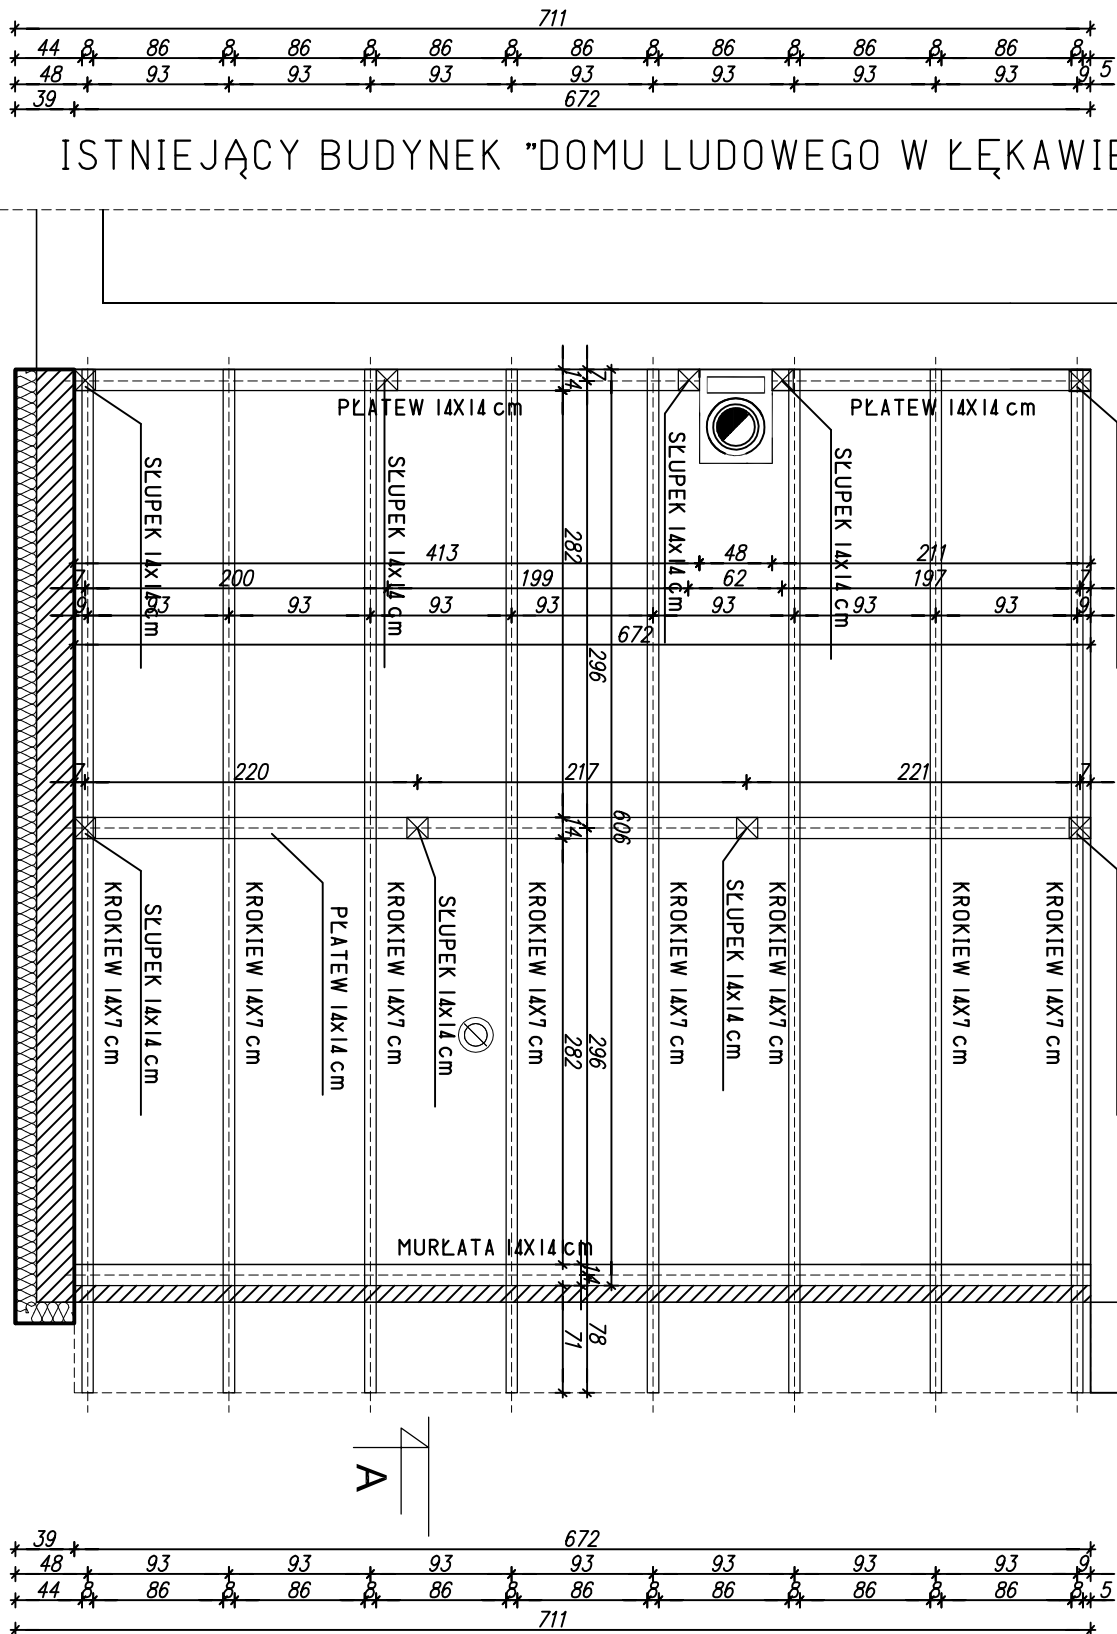 711
44 8 86 8 86 8 86 8 86 8 86 8 86 8 86 8
48 93 93 93 93 93 93 93 9 5
39 672
ISTNIEJĄCY BUDYNEK "DOMU LUDOWEGO W ŁĘKAWIE
14 7
PŁATEW 14X14 cm
PŁATEW 14X14 cm
SŁUPEK 14x14 cm
SŁUPEK 14x14 cm
SŁUPEK 14x14 cm
SŁUPEK 14x14 cm
282
413 48 211
7 200 199 62 197 7
9 93 93 93 93 93 93 93 9
672
296
7 220 217 221 7
14
606
KROKIEW 14X7 cm
SŁUPEK 14x14 cm
KROKIEW 14X7 cm
PŁATEW 14x14 cm
KROKIEW 14X7 cm
SŁUPEK 14x14 cm
KROKIEW 14X7 cm
KROKIEW 14X7 cm
SŁUPEK 14x14 cm
KROKIEW 14X7 cm
KROKIEW 14X7 cm
KROKIEW 14X7 cm
282
296
MURŁATA 14X14 cm
14
71
78
A
39 672
48 93 93 93 93 93 93 93 9
44 8 86 8 86 8 86 8 86 8 86 8 86 8 86 8 5
711